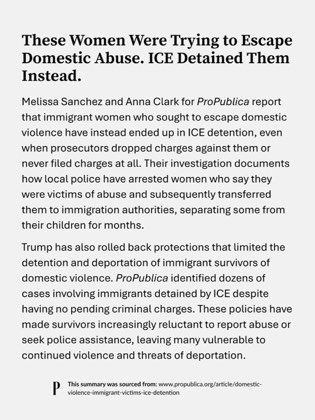 These Women Were Trying to Escape
Domestic Abuse. ICE Detained Them
Instead.
Melissa Sanchez and Anna Clark for ProPublica report
that immigrant women who sought to escape domestic
violence have instead ended up in ICE detention, even
when prosecutors dropped charges against them or
never filed charges at all. Their investigation documents
how local police have arrested women who say they
were victims of abuse and subsequently transferred
them to immigration authorities, separating some from
their children for months.
Trump has also rolled back protections that limited the
detention and deportation of immigrant survivors of
domestic violence. ProPublica identified dozens of
cases involving immigrants detained by ICE despite
having no pending criminal charges. These policies have
made survivors increasingly reluctant to report abuse or
seek police assistance, leaving many vulnerable to
continued violence and threats of deportation.
P
This summary was sourced from: www.propublica.org/article/domestic-
violence-immigrant-victims-ice-detention